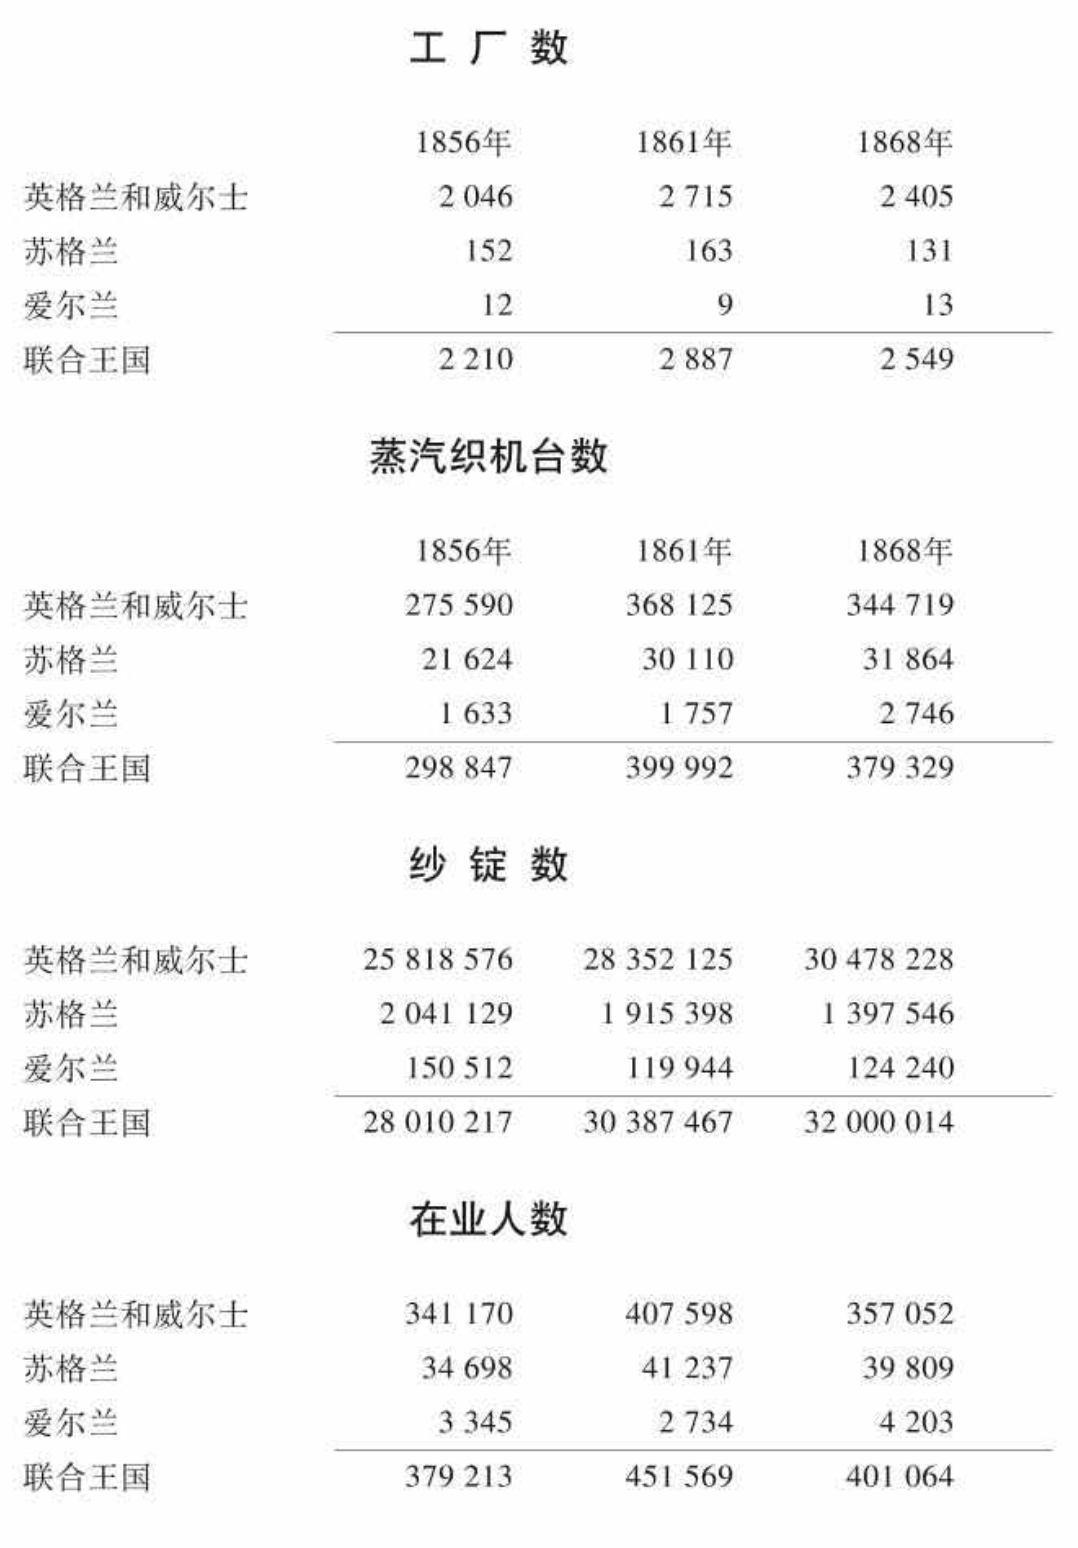 工 厂 数
1856年 1861年 1868年
英格兰和威尔士 2 046 2 715 2 405
苏格兰 152 163 131
爱尔兰 12 9 13
联合王国 2 210 2 887 2 549
蒸汽织机台数
1856年 1861年 1868年
英格兰和威尔士 275 590 368 125 344 719
苏格兰 21 624 30 110 31 864
爱尔兰 1 633 1 757 2 746
联合王国 298 847 399 992 379 329
纱 锭 数
英格兰和威尔士 25 818 576 28 352 125 30 478 228
苏格兰 2 041 129 1 915 398 1 397 546
爱尔兰 150 512 119 944 124 240
联合王国 28 010 217 30 387 467 32 000 014
在业人数
英格兰和威尔士 341 170 407 598 357 052
苏格兰 34 698 41 237 39 809
爱尔兰 3 345 2 734 4 203
联合王国 379 213 451 569 401 064